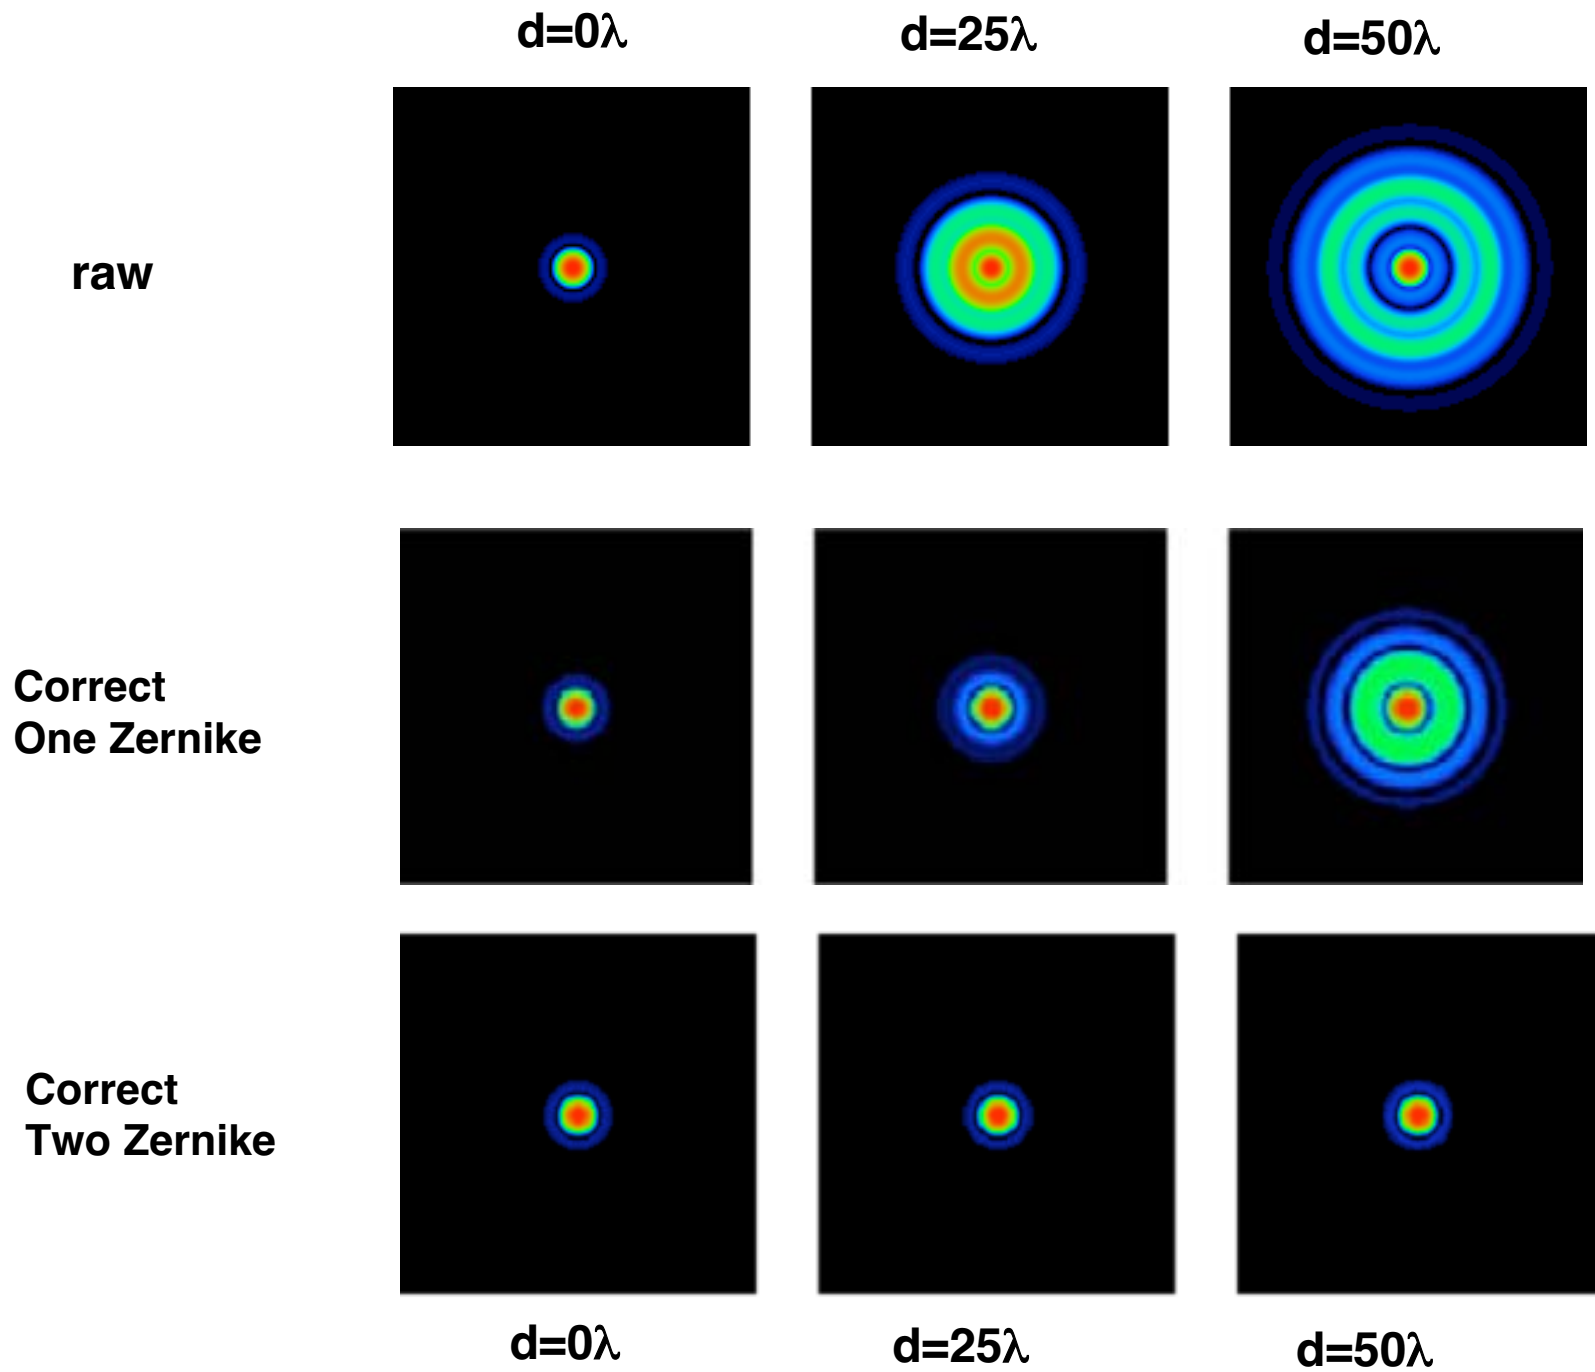 d=0λ
d=25λ
d=50λ
raw
Correct
One Zernike
Correct
Two Zernike
d=0λ
d=25λ
d=50λ